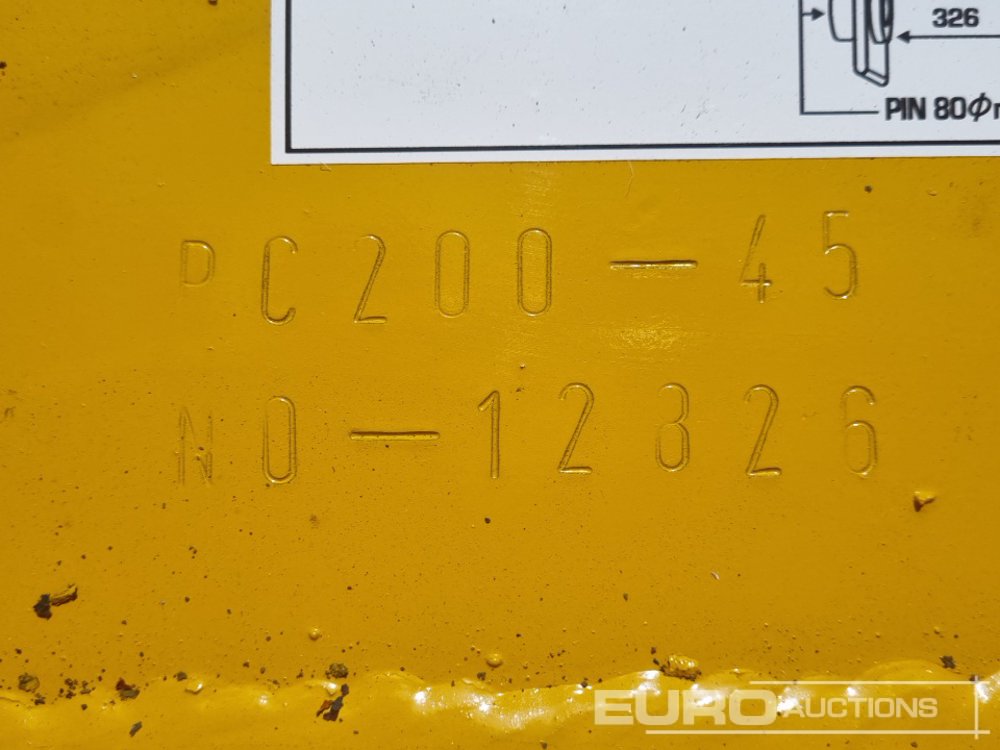 326
PIN 80Φ
PC200-45
NO-12826
EURO AUCTIONS